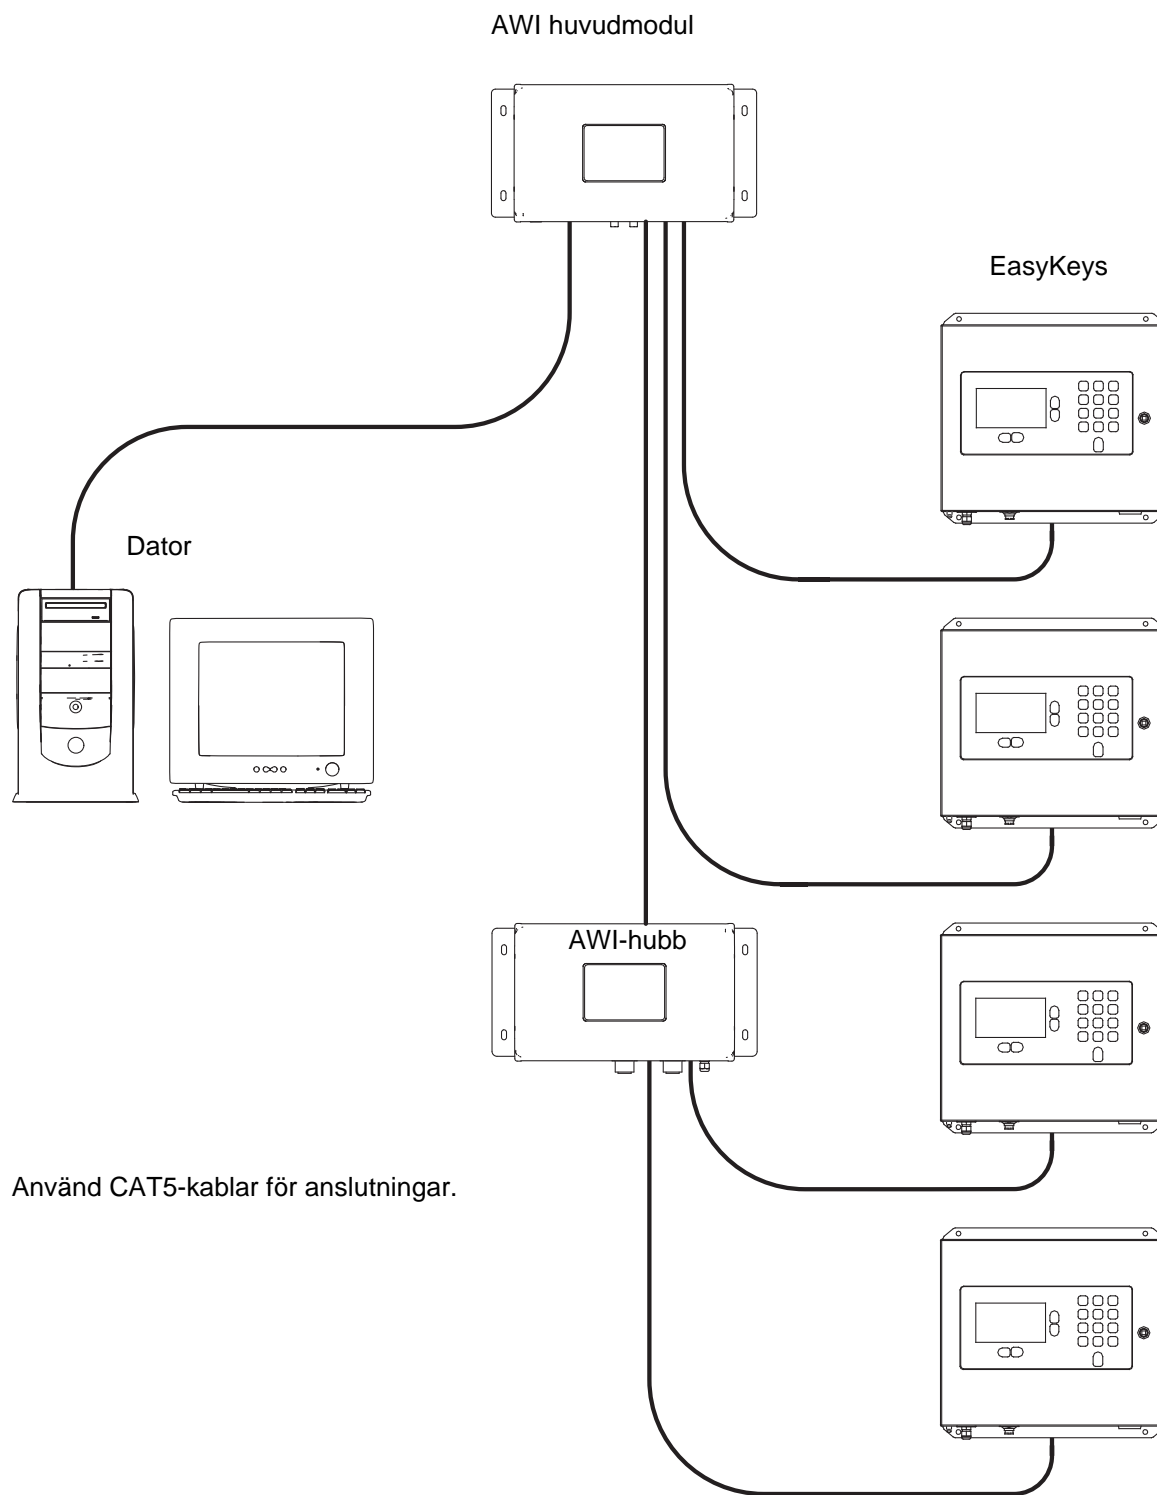 AWI huvudmodul
EasyKeys
Dator
AWI-hubb
Använd CAT5-kablar för anslutningar.